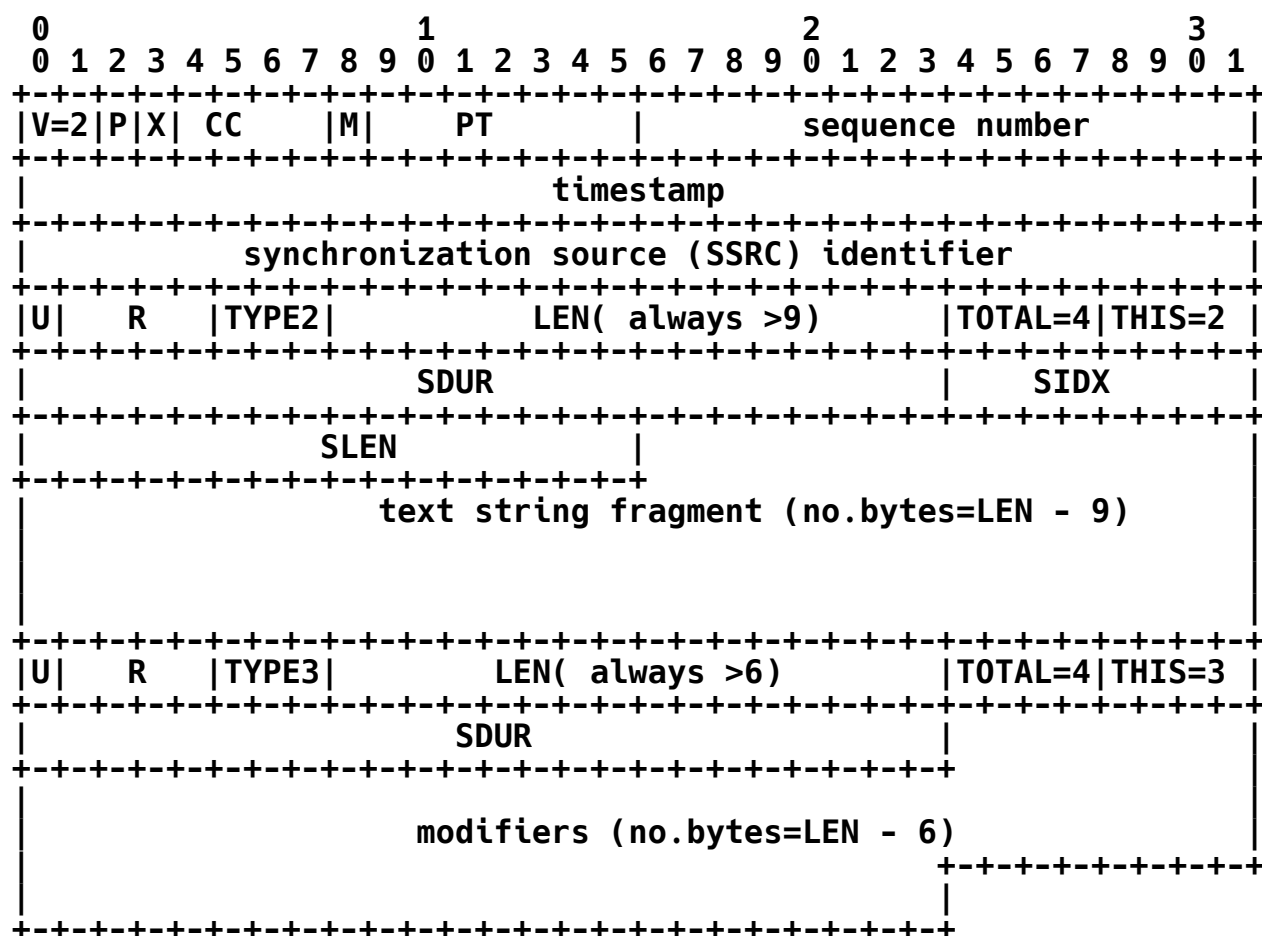 0                   1                   2                   3
 0 1 2 3 4 5 6 7 8 9 0 1 2 3 4 5 6 7 8 9 0 1 2 3 4 5 6 7 8 9 0 1
+-+-+-+-+-+-+-+-+-+-+-+-+-+-+-+-+-+-+-+-+-+-+-+-+-+-+-+-+-+-+-+-+
|V=2|P|X| CC    |M|    PT       |        sequence number        |
+-+-+-+-+-+-+-+-+-+-+-+-+-+-+-+-+-+-+-+-+-+-+-+-+-+-+-+-+-+-+-+-+
|                           timestamp                           |
+-+-+-+-+-+-+-+-+-+-+-+-+-+-+-+-+-+-+-+-+-+-+-+-+-+-+-+-+-+-+-+-+
|           synchronization source (SSRC) identifier            |
+-+-+-+-+-+-+-+-+-+-+-+-+-+-+-+-+-+-+-+-+-+-+-+-+-+-+-+-+-+-+-+-+
|U|   R   |TYPE2|          LEN( always >9)      |TOTAL=4|THIS=2 |
+-+-+-+-+-+-+-+-+-+-+-+-+-+-+-+-+-+-+-+-+-+-+-+-+-+-+-+-+-+-+-+-+
|                    SDUR                       |    SIDX       |
+-+-+-+-+-+-+-+-+-+-+-+-+-+-+-+-+-+-+-+-+-+-+-+-+-+-+-+-+-+-+-+-+
|               SLEN            |                               |
+-+-+-+-+-+-+-+-+-+-+-+-+-+-+-+-+                               |
|                  text string fragment (no.bytes=LEN - 9)      |
|                                                               |
|                                                               |
|                                                               |
+-+-+-+-+-+-+-+-+-+-+-+-+-+-+-+-+-+-+-+-+-+-+-+-+-+-+-+-+-+-+-+-+
|U|   R   |TYPE3|        LEN( always >6)        |TOTAL=4|THIS=3 |
+-+-+-+-+-+-+-+-+-+-+-+-+-+-+-+-+-+-+-+-+-+-+-+-+-+-+-+-+-+-+-+-+
|                      SDUR                     |               |
+-+-+-+-+-+-+-+-+-+-+-+-+-+-+-+-+-+-+-+-+-+-+-+-+               |
|                                                               |
|                    modifiers (no.bytes=LEN - 6)               |
|                                               +-+-+-+-+-+-+-+-+
|                                               |
+-+-+-+-+-+-+-+-+-+-+-+-+-+-+-+-+-+-+-+-+-+-+-+-+